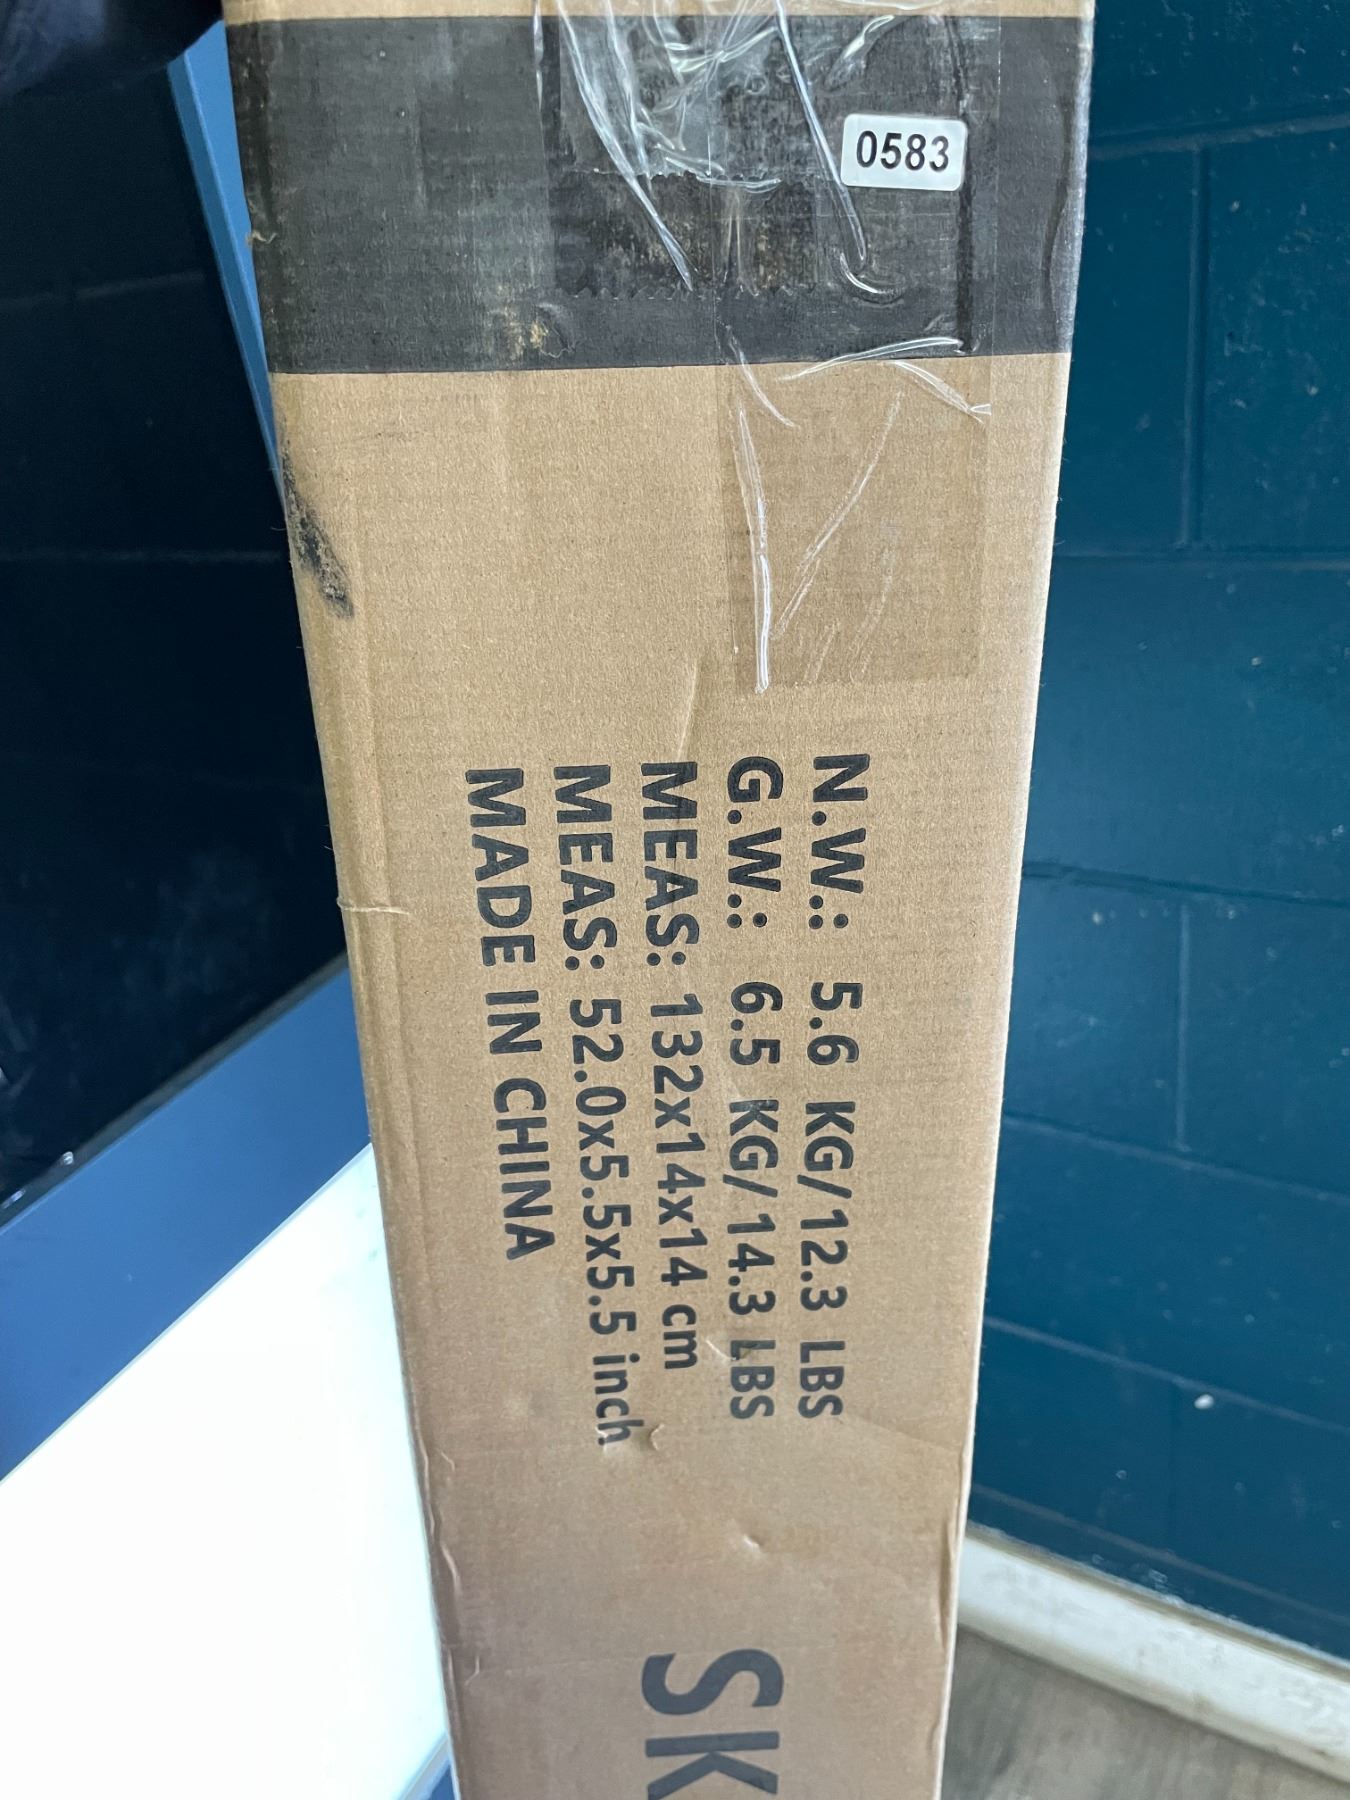 0583
N.W.: 5.6 KG/12.3 LBS
G.W.: 6.5 KG/14.3 LBS
MEAS: 132x14x14 cm
MEAS: 52.0x5.5x5.5 inch
MADE IN CHINA
SK